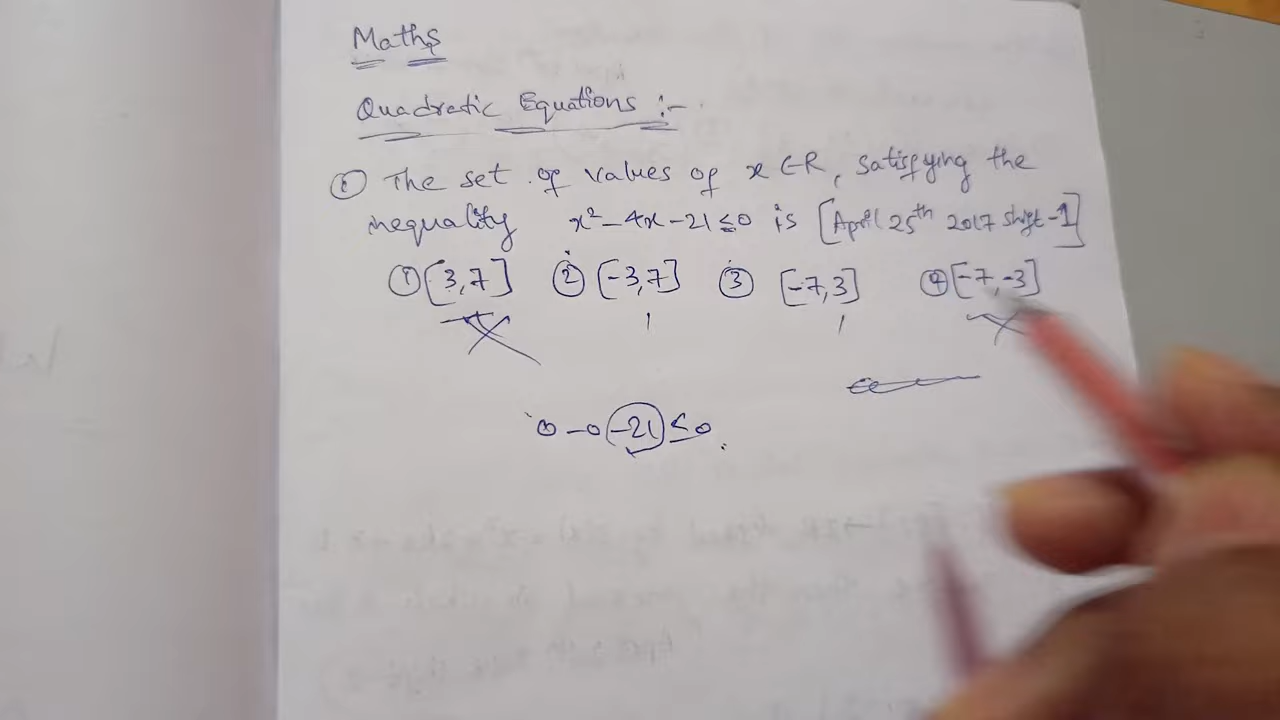 Maths
Quadratic Equations :-
① The set of values of x ∈ R, satisfying the
inequality x² - 4x - 21 ≤ 0 is [April 25th 2017 shift-1]
① [3,7] ② [-3,7] ③ [-7,3] ④ [-7,-3]
0 - 0 -21 ≤ 0